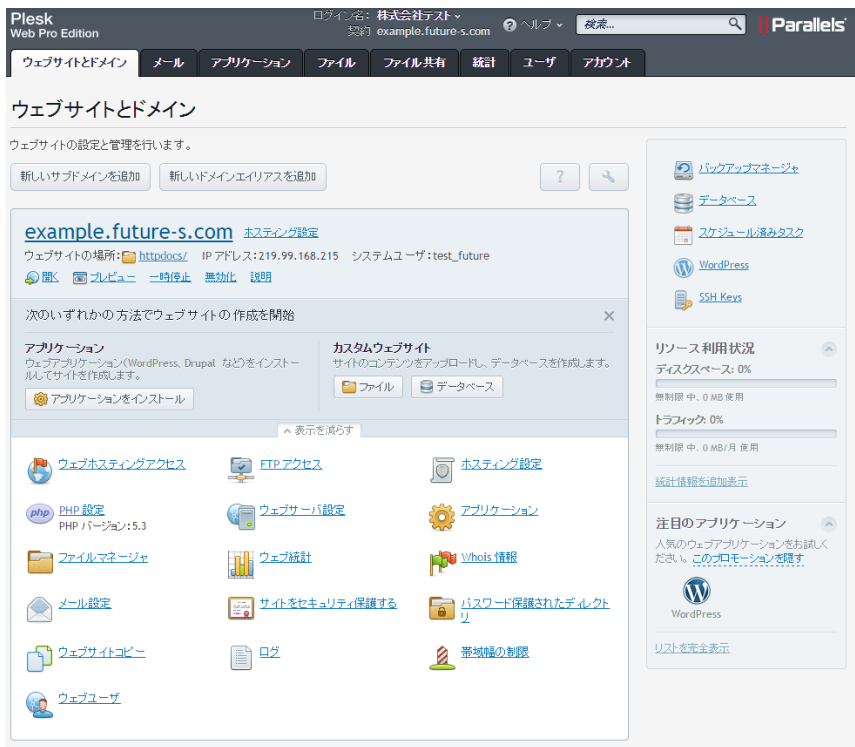 Plesk
Web Pro Edition
ログイン名: 株式会社テスト
契約 example.future-s.com
ヘルプ
検索...
Parallels
ウェブサイトとドメイン メール アプリケーション ファイル ファイル共有 統計 ユーザ アカウント
ウェブサイトとドメイン
ウェブサイトの設定と管理を行います。
新しいサブドメインを追加 新しいドメインエイリアスを追加 ?
example.future-s.com ホスティング設定
ウェブサイトの場所: httpdocs/ IPアドレス:219.99.168.215 システムユーザ:test_future
開く プレビュー 一時停止 無効化 説明
次のいずれかの方法でウェブサイトの作成を開始
アプリケーション
ウェブアプリケーション(WordPress、Drupal など)をインストー
ルしてサイトを作成します。
アプリケーションをインストール
カスタムウェブサイト
サイトのコンテンツをアップロードし、データベースを作成します。
ファイル データベース
表示を減らす
ウェブホスティングアクセス FTP アクセス ホスティング設定
php PHP 設定 ウェブサーバ設定 アプリケーション
PHP バージョン:5.3
ファイルマネージャ ウェブ統計 Whois 情報
メール設定 サイトをセキュリティ保護する パスワード保護されたディレクト
リ
ウェブサイトコピー ログ 帯域幅の制限
ウェブユーザ
バックアップマネージャ
データベース
スケジュール済みタスク
WordPress
SSH Keys
リソース利用状況
ディスクスペース: 0%
無制限 中、0 MB 使用
トラフィック: 0%
無制限 中、0 MB/月 使用
統計情報を追加表示
注目のアプリケーション
人気のウェブアプリケーションをお試しく
ださい。このプロモーションを隠す
WordPress
リストを完全表示